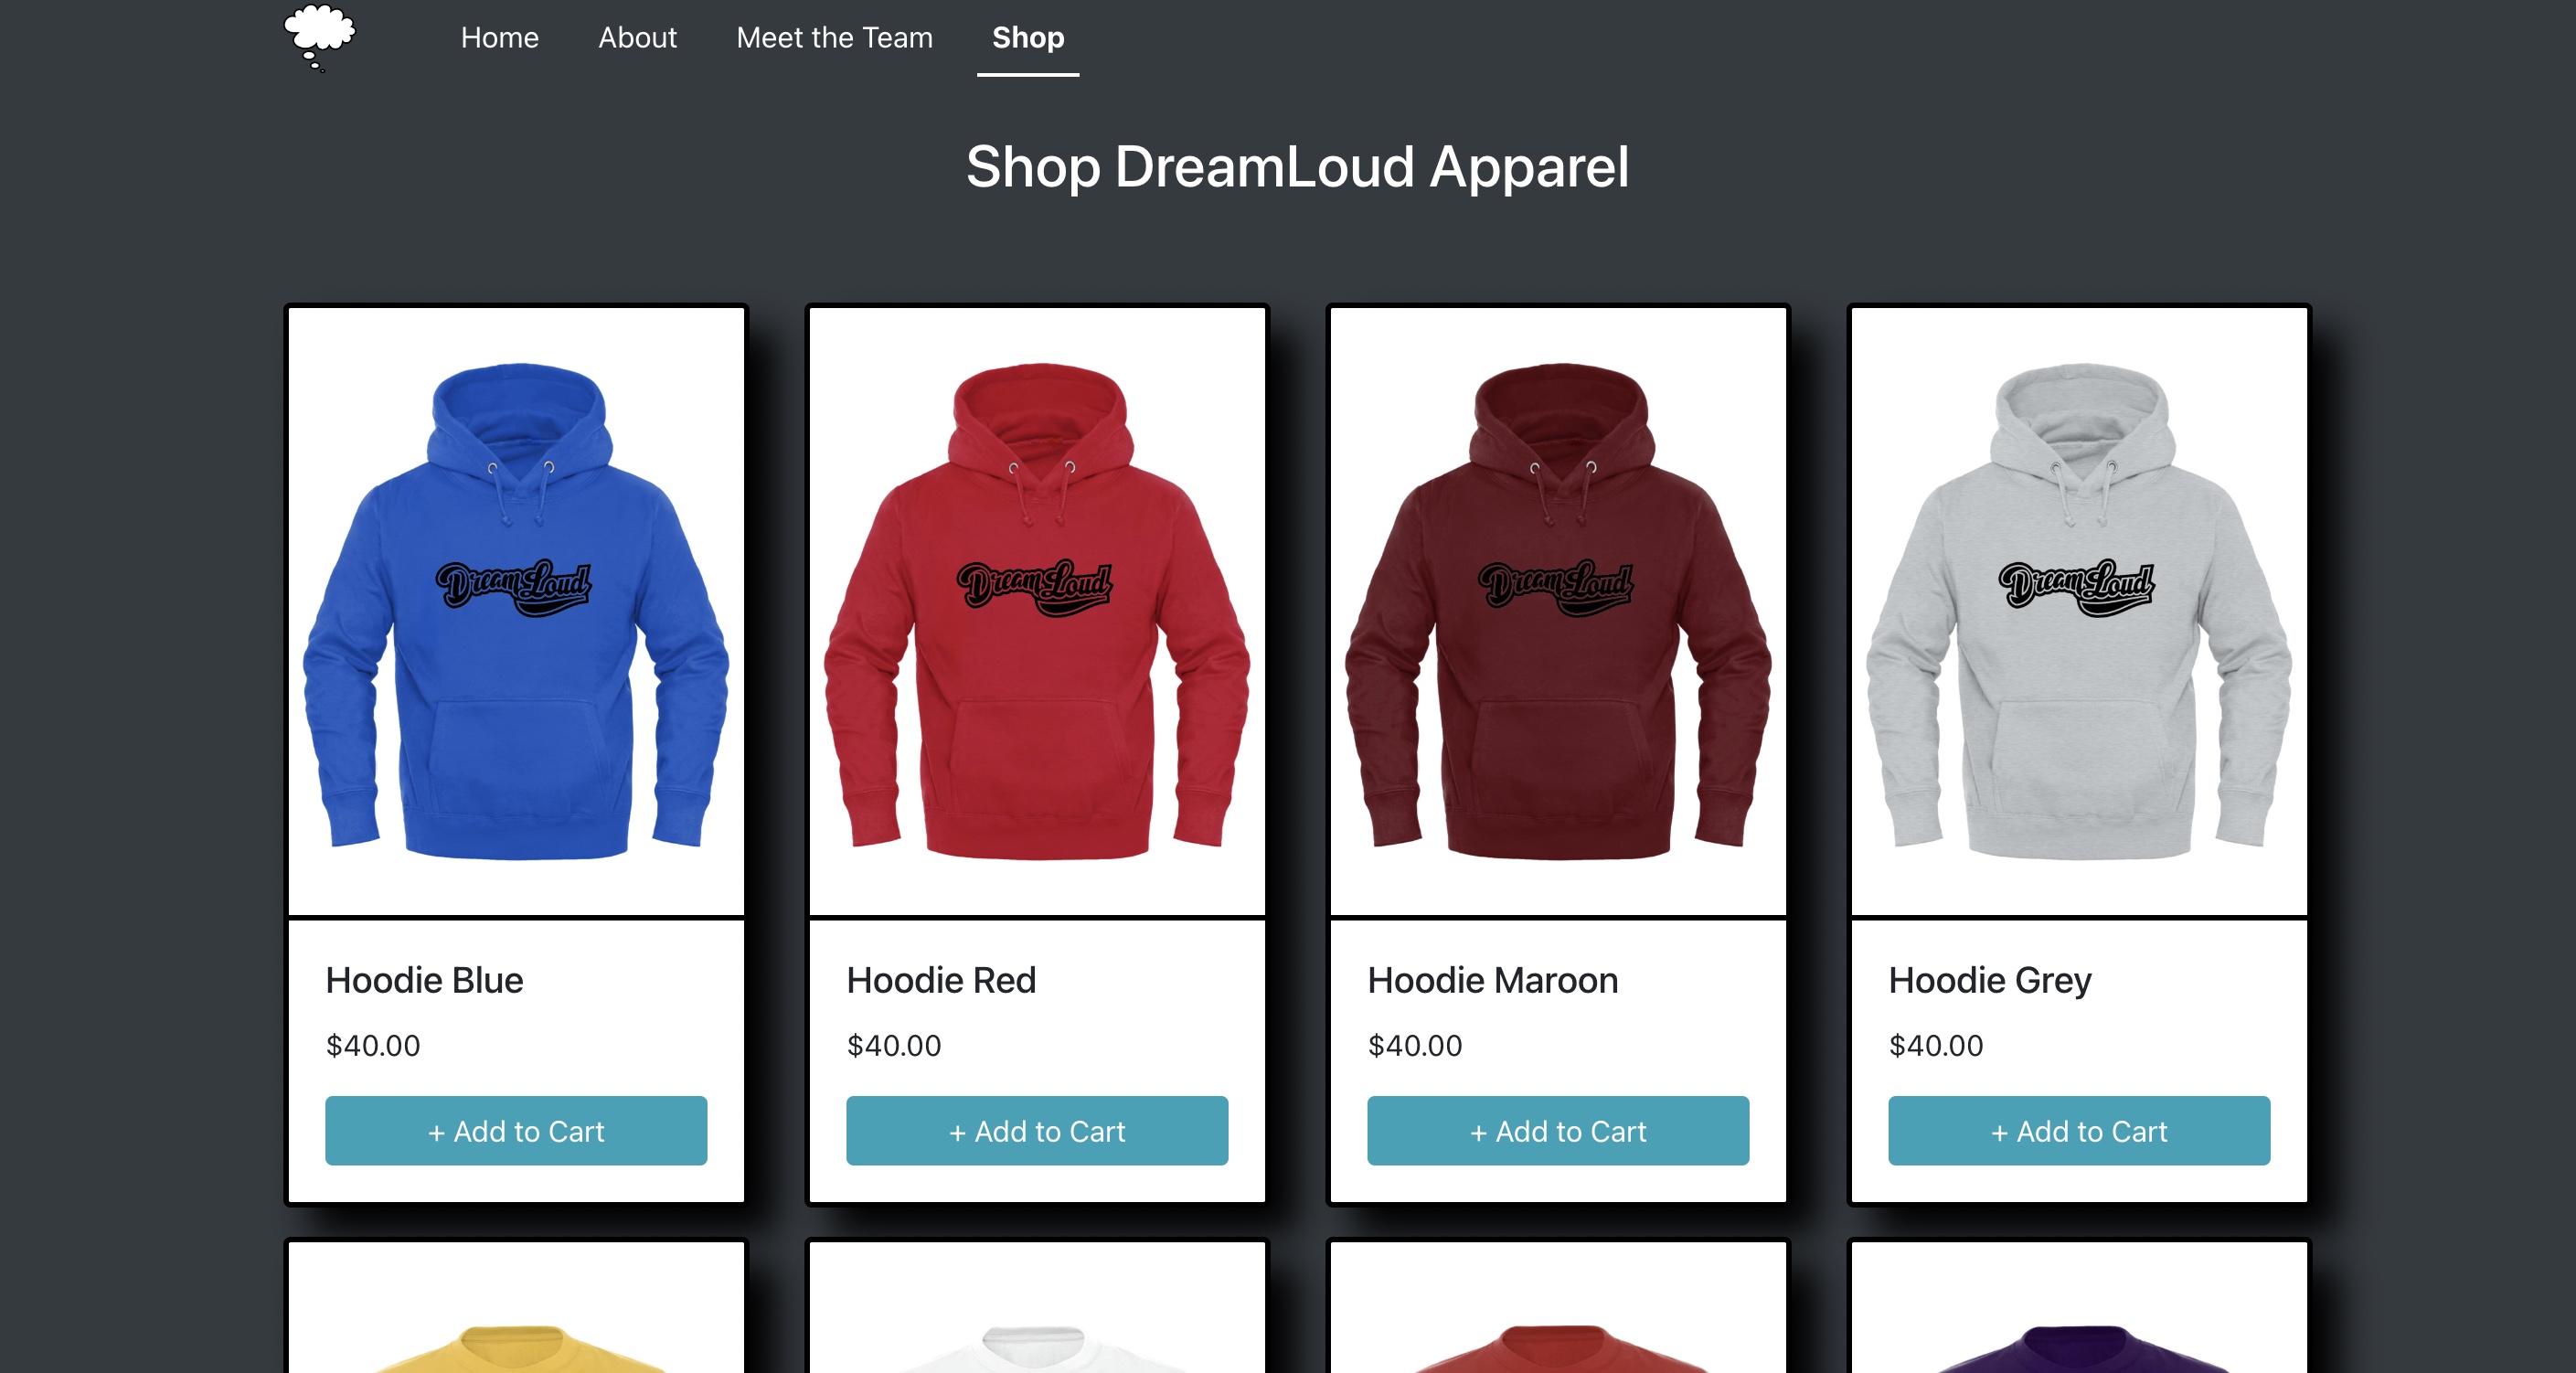 Home About Meet the Team Shop
Shop DreamLoud Apparel
DreamLoud DreamLoud DreamLoud DreamLoud
Hoodie Blue Hoodie Red Hoodie Maroon Hoodie Grey
$40.00 $40.00 $40.00 $40.00
+ Add to Cart + Add to Cart + Add to Cart + Add to Cart